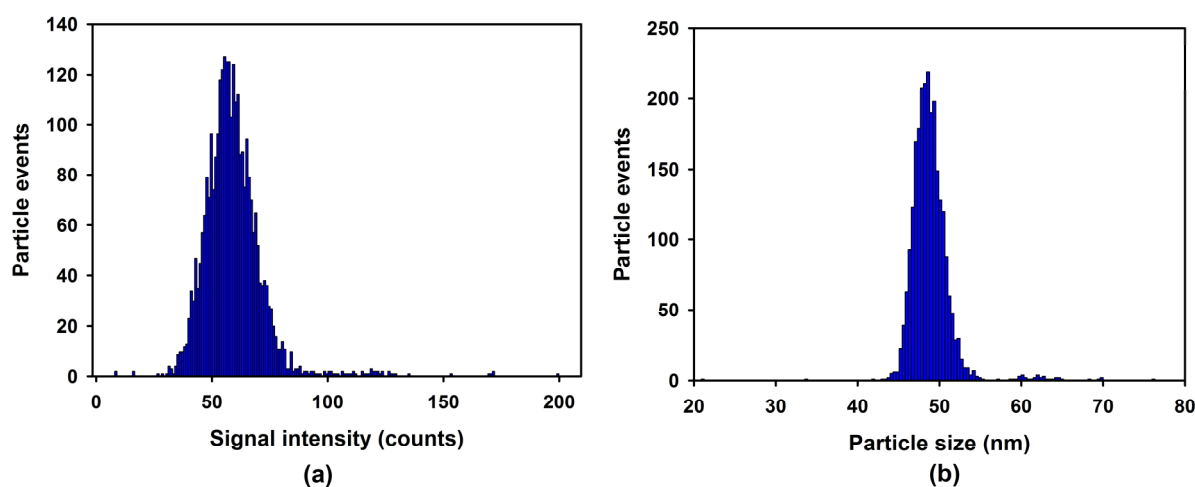 140
120
100
80
60
40
20
0
Particle events
0 50 100 150 200
Signal intensity (counts)
(a)
250
200
150
100
50
0
Particle events
20 30 40 50 60 70 80
Particle size (nm)
(b)